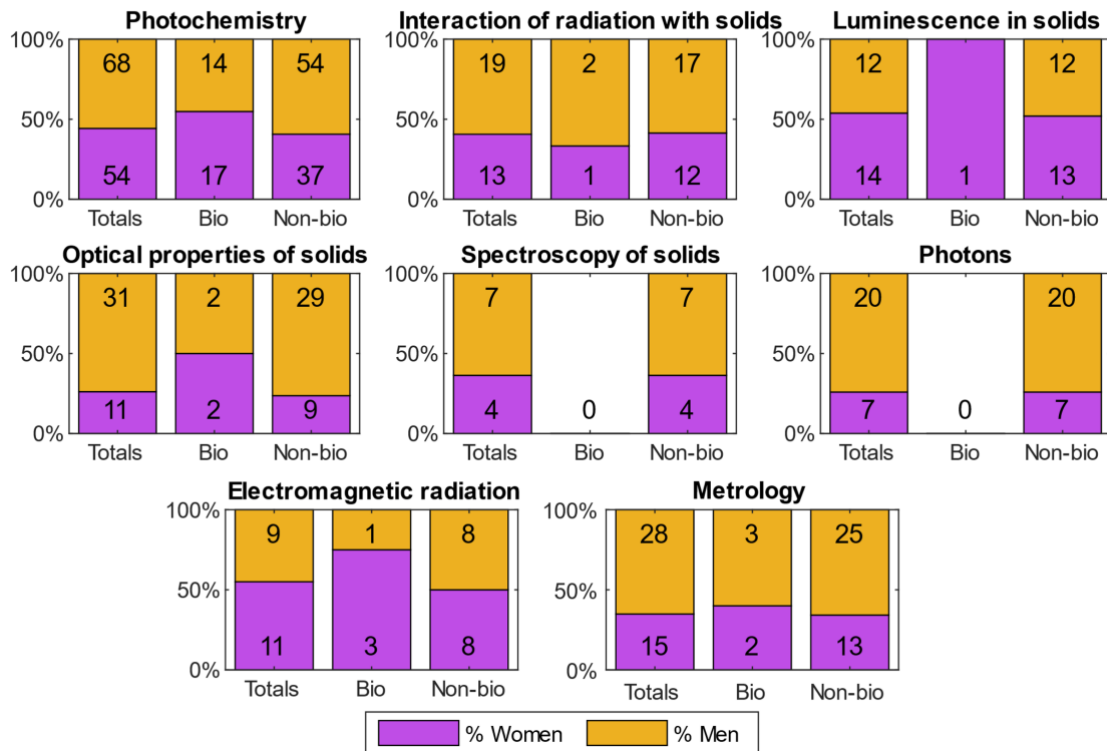 Photochemistry
100%
50%
0%
68 14 54
54 17 37
Totals Bio Non-bio
Interaction of radiation with solids
100%
50%
0%
19 2 17
13 1 12
Totals Bio Non-bio
Luminescence in solids
100%
50%
0%
12 12
14 1 13
Totals Bio Non-bio
Optical properties of solids
100%
50%
0%
31 2 29
11 2 9
Totals Bio Non-bio
Spectroscopy of solids
100%
50%
0%
7 7
4 0 4
Totals Bio Non-bio
Photons
100%
50%
0%
20 20
7 0 7
Totals Bio Non-bio
Electromagnetic radiation
100%
50%
0%
9 1 8
11 3 8
Totals Bio Non-bio
Metrology
100%
50%
0%
28 3 25
15 2 13
Totals Bio Non-bio
% Women % Men